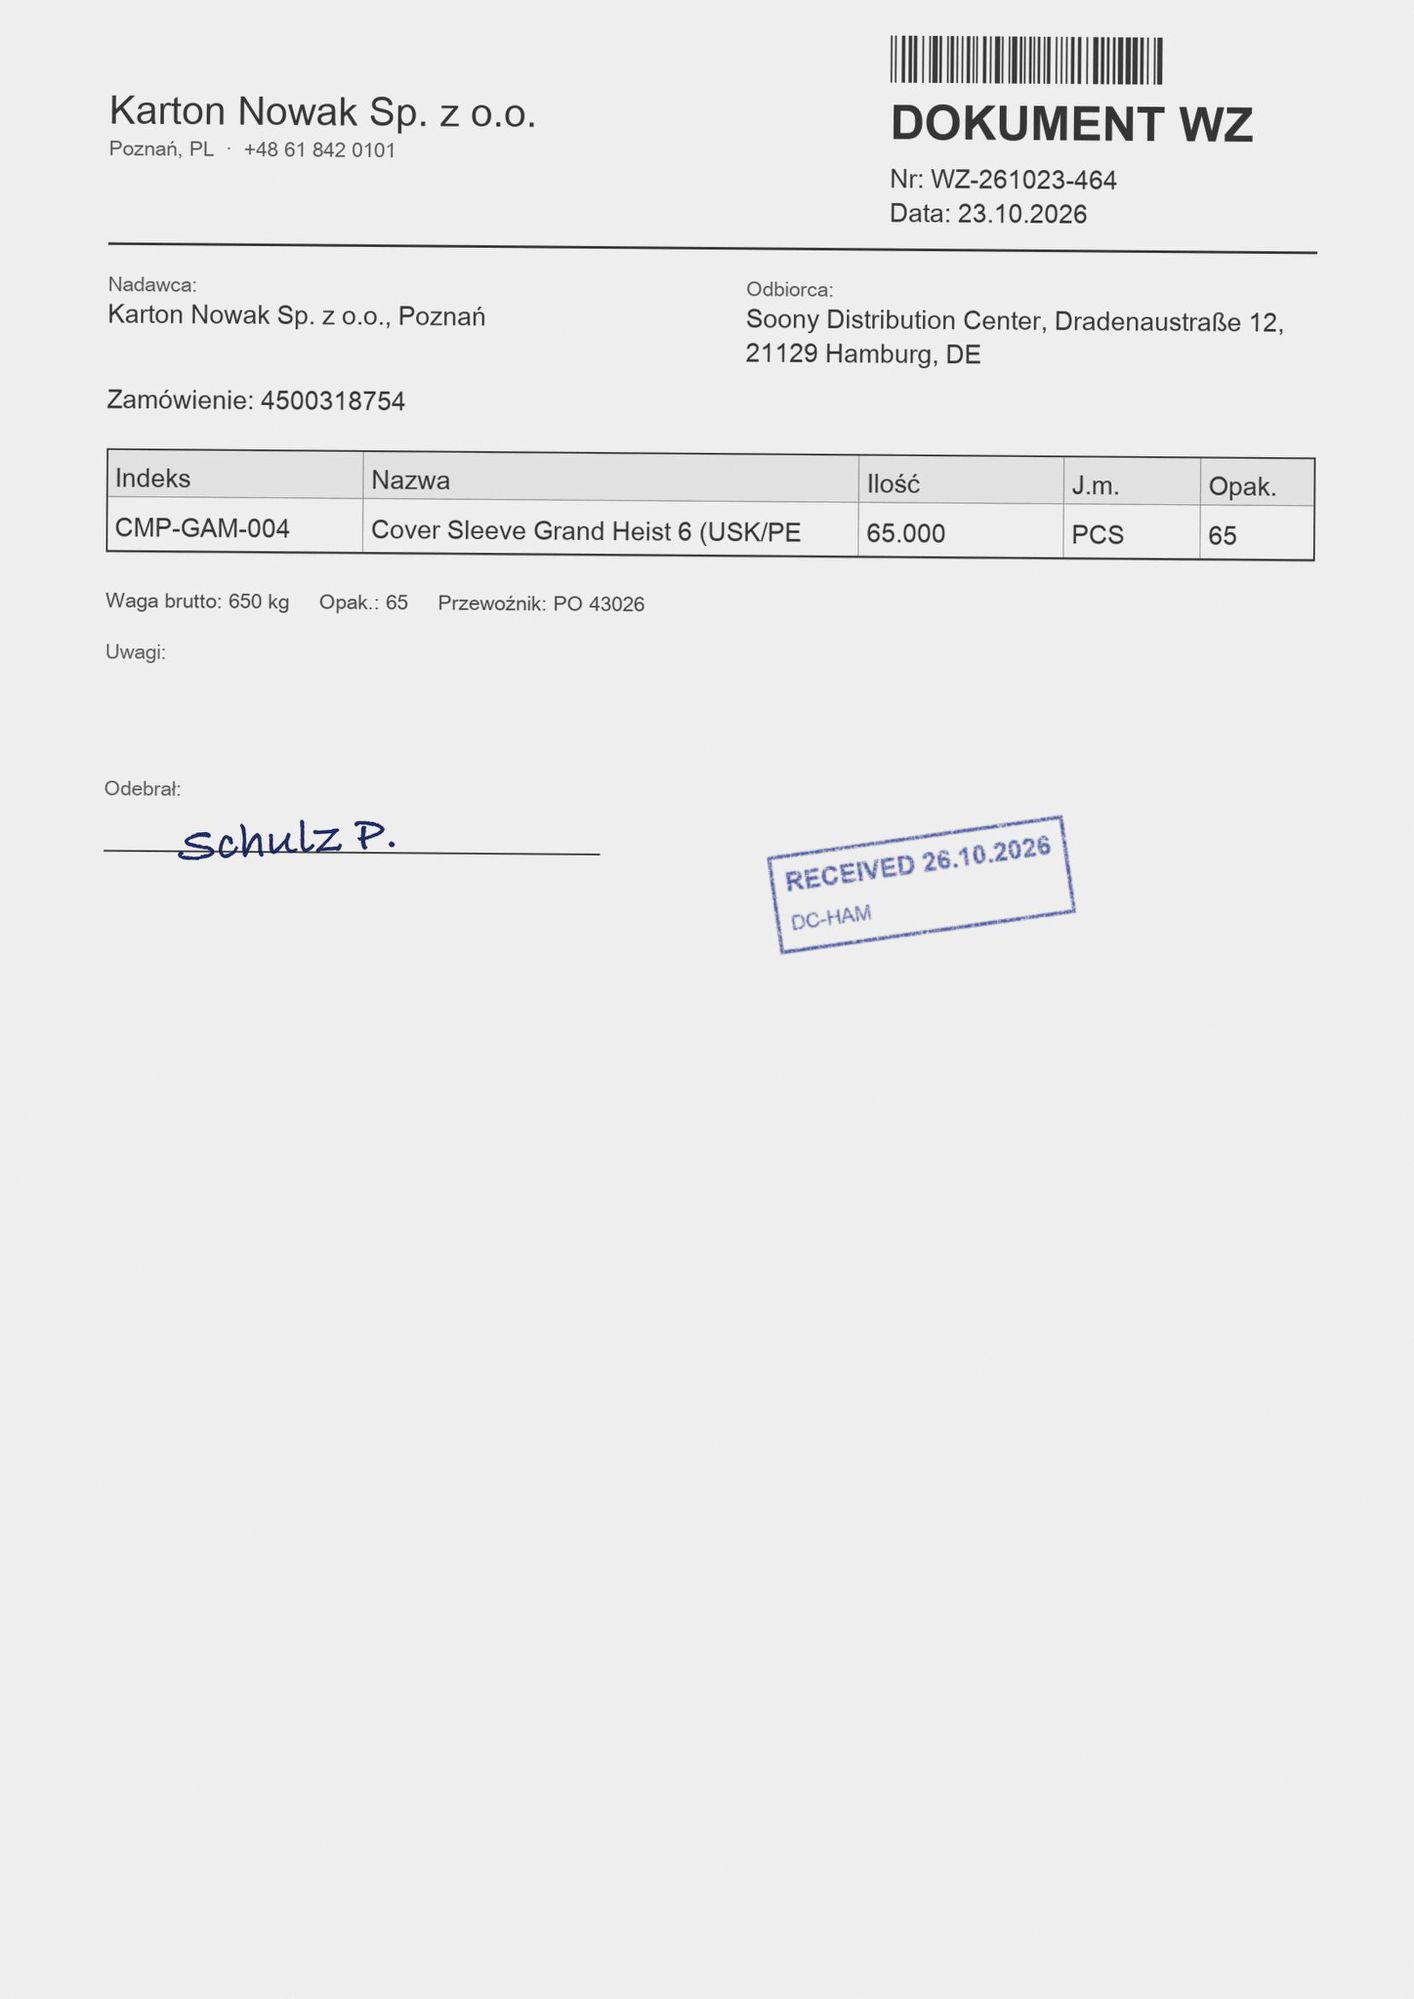 Karton Nowak Sp. z o.o.
Poznań, PL · +48 61 842 0101
DOKUMENT WZ
Nr: WZ-261023-464
Data: 23.10.2026
Nadawca:
Karton Nowak Sp. z o.o., Poznań
Odbiorca:
Soony Distribution Center, Dradenaustraße 12,
21129 Hamburg, DE
Zamówienie: 4500318754
Indeks Nazwa Ilość J.m. Opak.
CMP-GAM-004 Cover Sleeve Grand Heist 6 (USK/PE 65.000 PCS 65
Waga brutto: 650 kg Opak.: 65 Przewoźnik: PO 43026
Uwagi:
Odebrał:
Schulz P.
RECEIVED 26.10.2026
DC-HAM